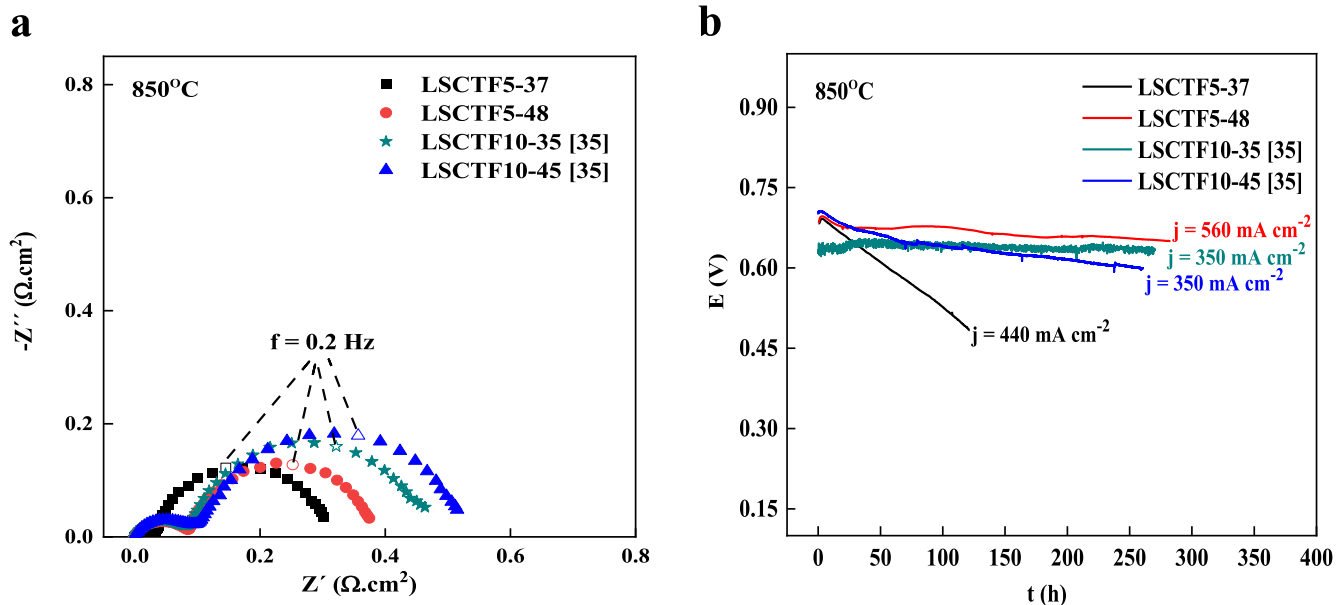 a
850°C
LSCTF5-37
LSCTF5-48
LSCTF10-35 [35]
LSCTF10-45 [35]
f = 0.2 Hz
0.8
0.6
0.4
0.2
0.0
-Z´´ (Ω.cm²)
0.0 0.2 0.4 0.6 0.8
Z´ (Ω.cm²)
b
850°C
LSCTF5-37
LSCTF5-48
LSCTF10-35 [35]
LSCTF10-45 [35]
j = 560 mA cm⁻²
j = 350 mA cm⁻²
j = 350 mA cm⁻²
j = 440 mA cm⁻²
0.90
0.75
0.60
0.45
0.30
0.15
E (V)
0 50 100 150 200 250 300 350 400
t (h)